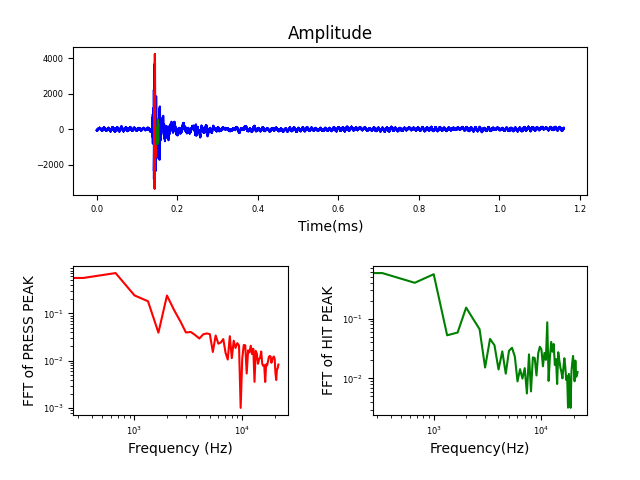 Amplitude
4000
2000
0
−2000
0.0 0.2 0.4 0.6 0.8 1.0 1.2
Time(ms)
FFT of PRESS PEAK
10⁻¹
10⁻²
10⁻³
10³ 10⁴
Frequency (Hz)
FFT of HIT PEAK
10⁻¹
10⁻²
10³ 10⁴
Frequency(Hz)